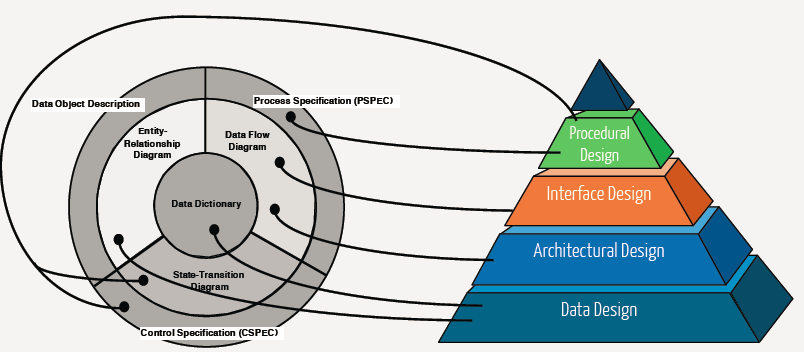 Data Object Description
Process Specification (PSPEC)
Entity-
Relationship
Diagram
Data Flow
Diagram
Data Dictionary
State-Transition
Diagram
Control Specification (CSPEC)
Procedural
Design
Interface Design
Architectural Design
Data Design